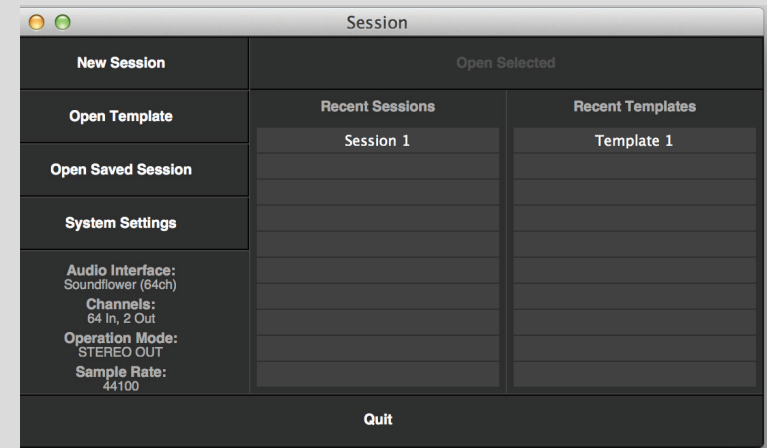 Session
New Session
Open Selected
Open Template
Recent Sessions
Recent Templates
Session 1
Template 1
Open Saved Session
System Settings
Audio Interface:
Soundflower (64ch)
Channels:
64 In, 2 Out
Operation Mode:
STEREO OUT
Sample Rate:
44100
Quit